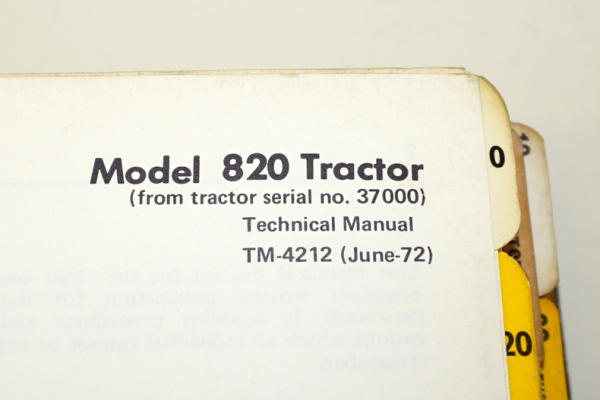 Model 820 Tractor
(from tractor serial no. 37000)
Technical Manual
TM-4212 (June-72)
0
20